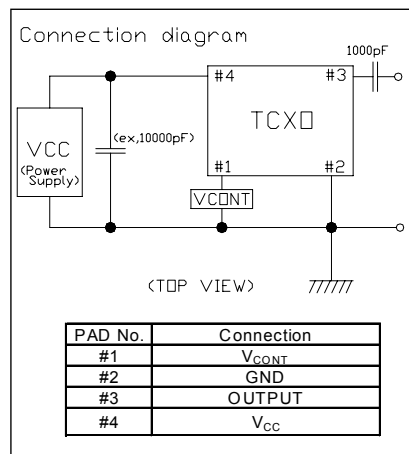 Connection diagram
1000pF
#4
#3
TCXO
(ex,10000pF)
VCC
(Power
Supply)
#1
#2
VCONT
(TOP VIEW)
PAD No. Connection
#1 VCONT
#2 GND
#3 OUTPUT
#4 VCC